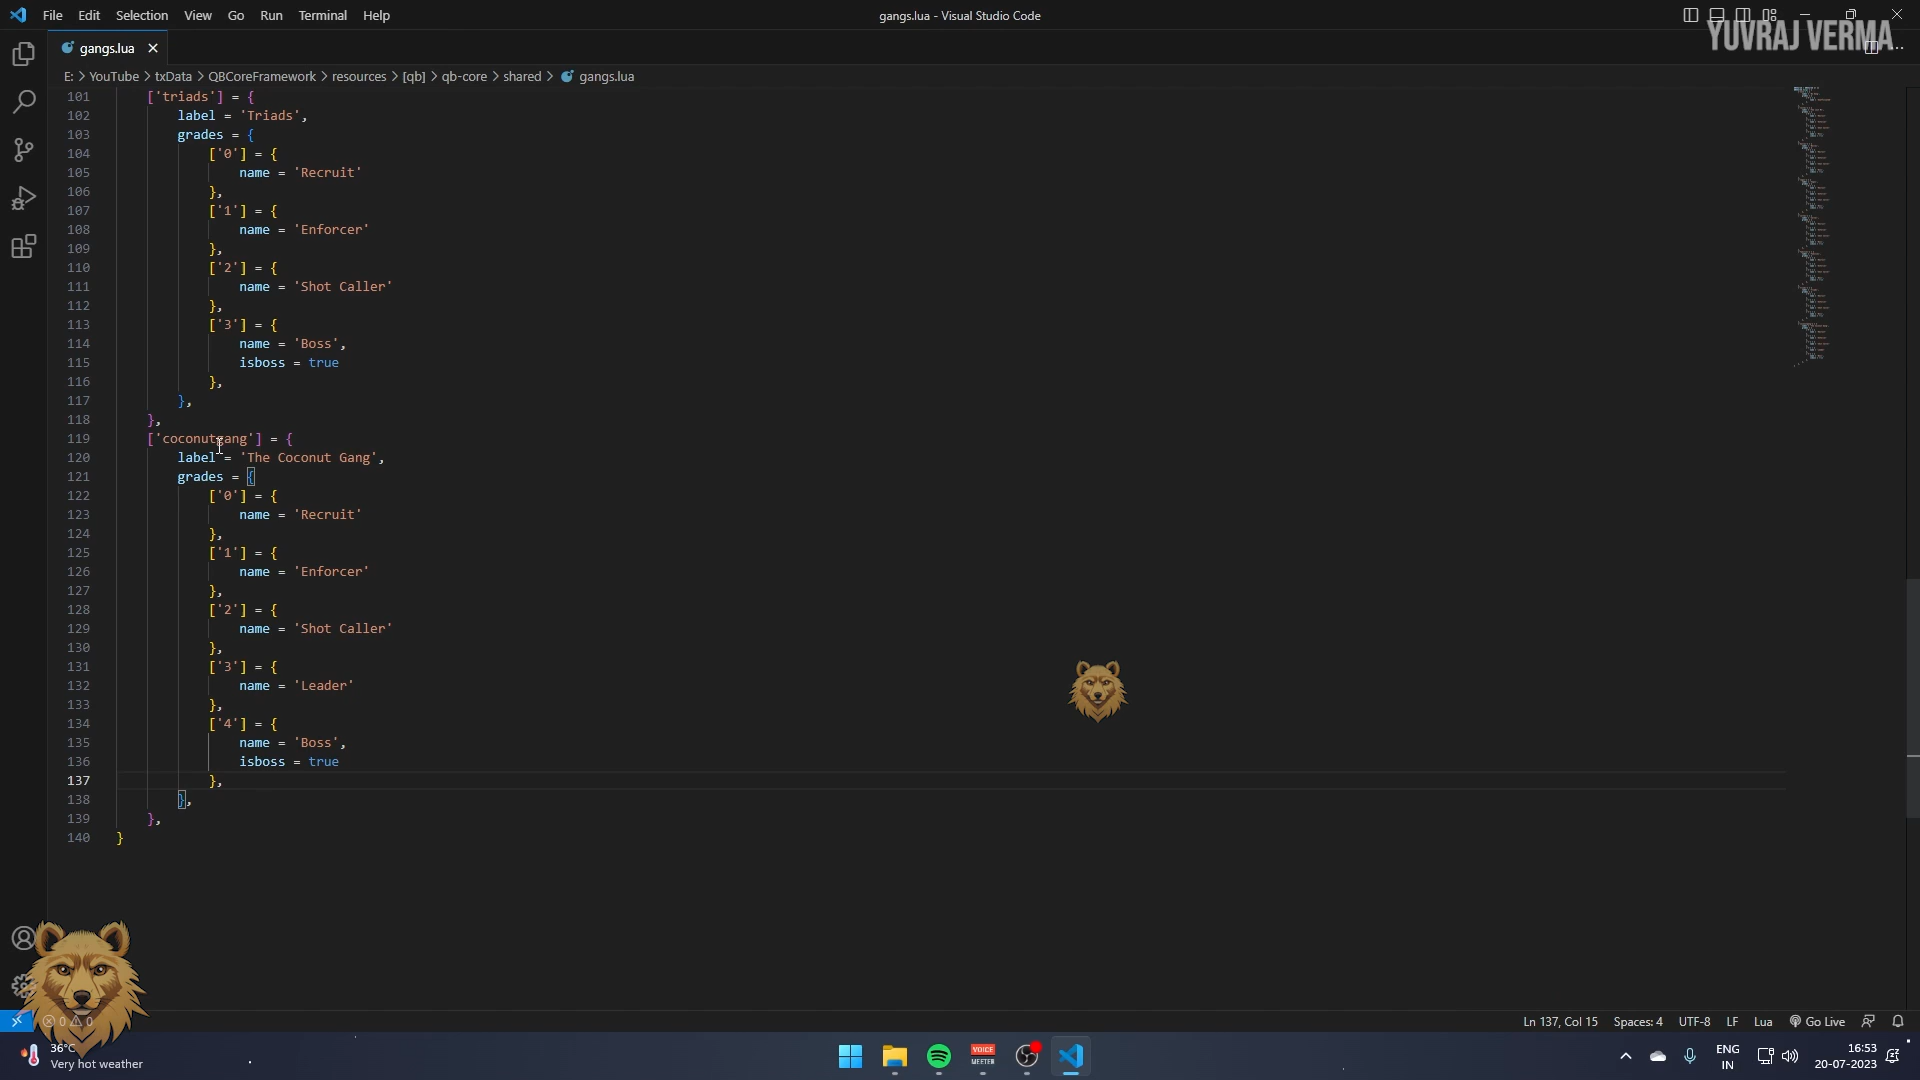 File Edit Selection View Go Run Terminal Help
gangs.lua - Visual Studio Code
YUVRAJ VERMA
gangs.lua
E: > YouTube > txData > QBCoreFramework > resources > [qb] > qb-core > shared > gangs.lua
101 ['triads'] = {
102 label = 'Triads',
103 grades = {
104 ['0'] = {
105 name = 'Recruit'
106 },
107 ['1'] = {
108 name = 'Enforcer'
109 },
110 ['2'] = {
111 name = 'Shot Caller'
112 },
113 ['3'] = {
114 name = 'Boss',
115 isboss = true
116 },
117 },
118 },
119 ['coconutgang'] = {
120 label = 'The Coconut Gang',
121 grades = {
122 ['0'] = {
123 name = 'Recruit'
124 },
125 ['1'] = {
126 name = 'Enforcer'
127 },
128 ['2'] = {
129 name = 'Shot Caller'
130 },
131 ['3'] = {
132 name = 'Leader'
133 },
134 ['4'] = {
135 name = 'Boss',
136 isboss = true
137 },
138 },
139 },
140 }
0 0
Ln 137, Col 15 Spaces: 4 UTF-8 LF Lua Go Live
36°C
Very hot weather
VOICE
MEETER
ENG
IN
16:53
20-07-2023